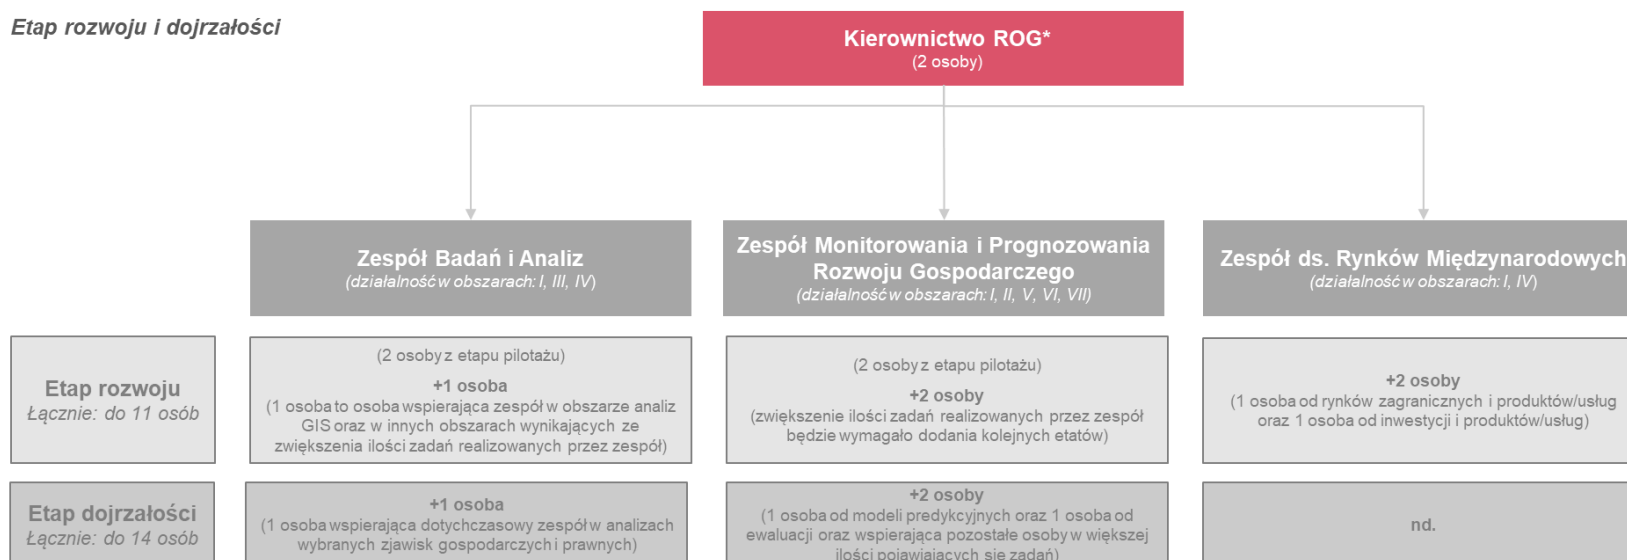 Etap rozwoju i dojrzałości
Kierownictwo ROG*
(2 osoby)
Zespół Badań i Analiz
(działalność w obszarach: I, III, IV)
Zespół Monitorowania i Prognozowania
Rozwoju Gospodarczego
(działalność w obszarach: I, II, V, VI, VII)
Zespół ds. Rynków Międzynarodowych
(działalność w obszarach: I, IV)
Etap rozwoju
Łącznie: do 11 osób
(2 osoby z etapu pilotażu)
+1 osoba
(1 osoba to osoba wspierająca zespół w obszarze analiz
GIS oraz w innych obszarach wynikających ze
zwiększenia ilości zadań realizowanych przez zespół)
(2 osoby z etapu pilotażu)
+2 osoby
(zwiększenie ilości zadań realizowanych przez zespół
będzie wymagało dodania kolejnych etatów)
+2 osoby
(1 osoba od rynków zagranicznych i produktów/usług
oraz 1 osoba od inwestycji i produktów/usług)
Etap dojrzałości
Łącznie: do 14 osób
+1 osoba
(1 osoba wspierająca dotychczasowy zespół w analizach
wybranych zjawisk gospodarczych i prawnych)
+2 osoby
(1 osoba od modeli predykcyjnych oraz 1 osoba od
ewaluacji oraz wspierająca pozostałe osoby w większej
ilości pojawiających się zadań)
nd.